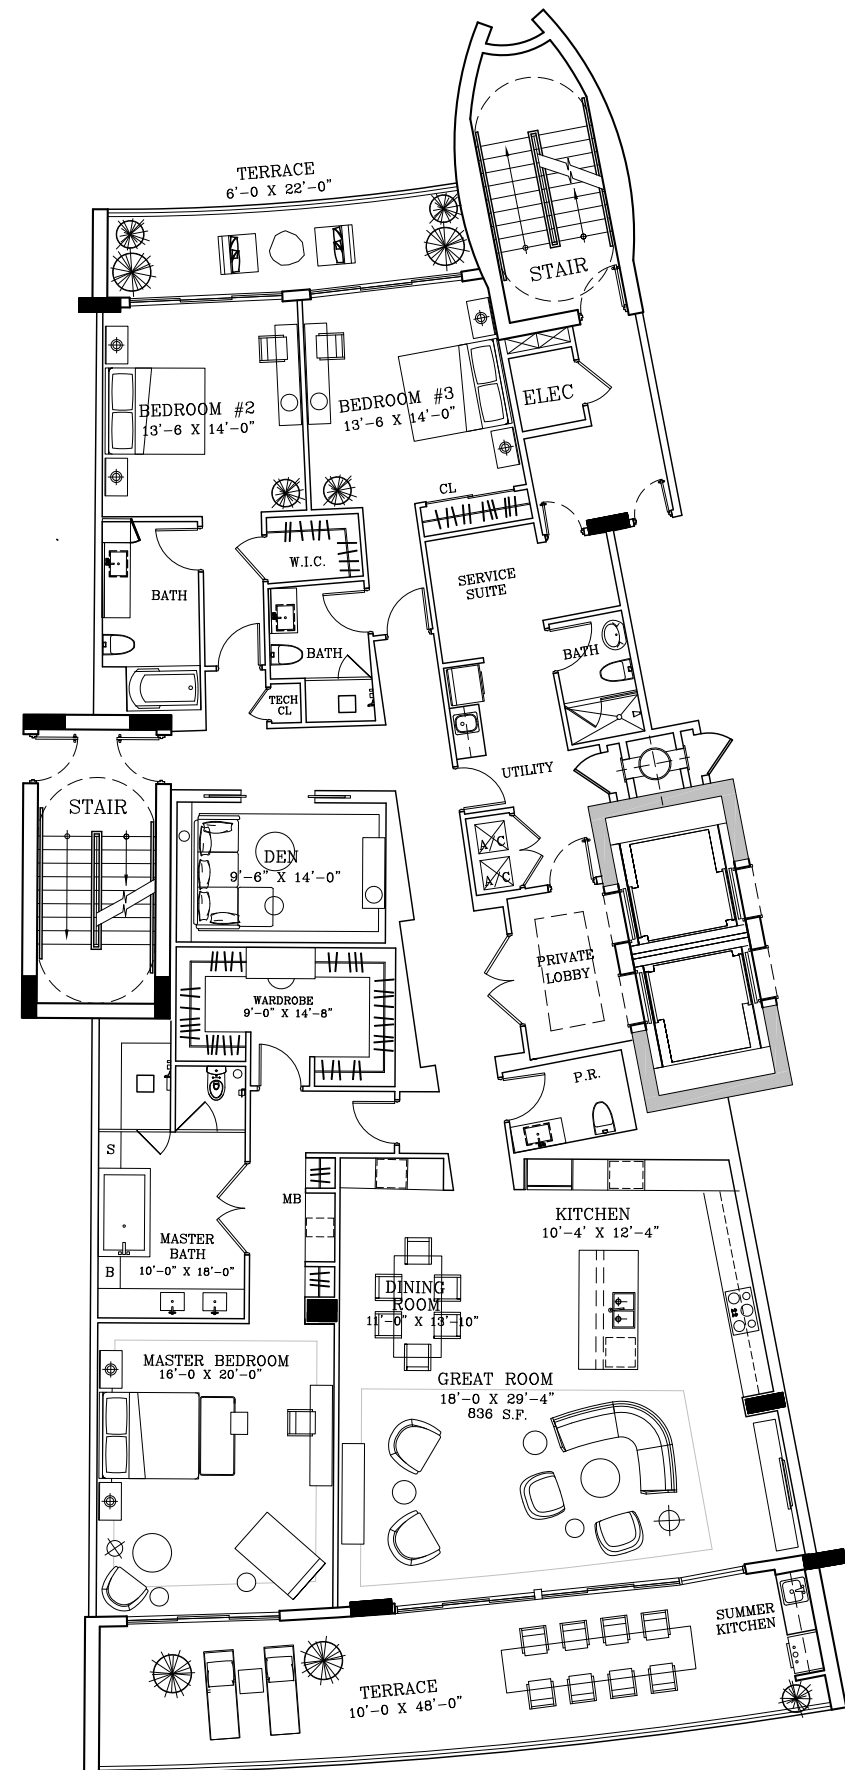 TERRACE
6'-0 X 22'-0"
STAIR
ELEC
BEDROOM #2
13'-6 X 14'-0"
BEDROOM #3
13'-6 X 14'-0"
CL
W.I.C.
SERVICE
SUITE
BATH
BATH
BATH
TECH
CL
UTILITY
STAIR
A/C
A/C
DEN
9'-6" X 14'-0"
PRIVATE
LOBBY
WARDROBE
9'-0" X 14'-8"
P.R.
S
MB
MASTER
BATH
10'-0" X 18'-0"
B
KITCHEN
10'-4' X 12'-4"
DINING
ROOM
11'-0" X 13'-10"
MASTER BEDROOM
16'-0 X 20'-0"
GREAT ROOM
18'-0 X 29'-4"
836 S.F.
SUMMER
KITCHEN
TERRACE
10'-0 X 48'-0"